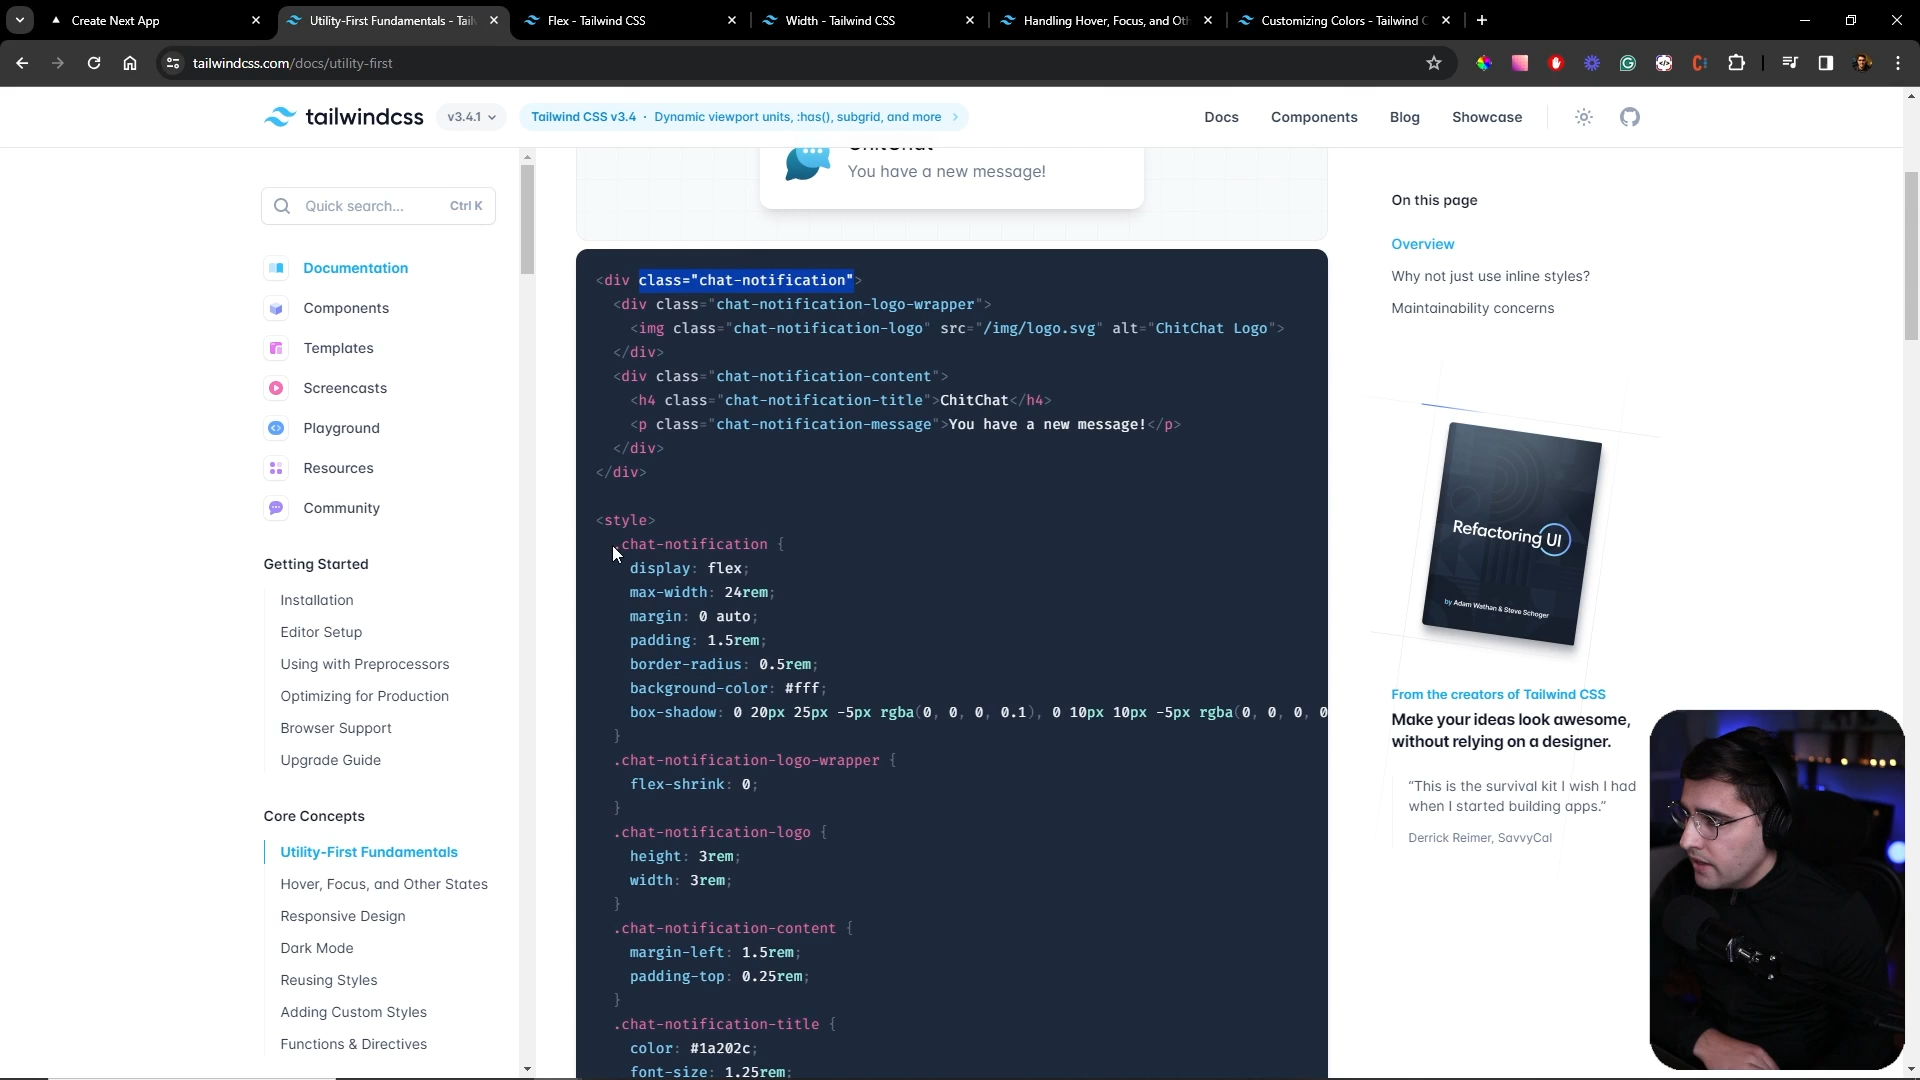 Create Next App
Utility-First Fundamentals - Tail
Flex - Tailwind CSS
Width - Tailwind CSS
Handling Hover, Focus, and Oth
Customizing Colors - Tailwind C
tailwindcss.com/docs/utility-first
tailwindcss
v3.4.1
Tailwind CSS v3.4 · Dynamic viewport units, :has(), subgrid, and more
Docs
Components
Blog
Showcase
Quick search...
Ctrl K
Documentation
Components
Templates
Screencasts
Playground
Resources
Community
Getting Started
Installation
Editor Setup
Using with Preprocessors
Optimizing for Production
Browser Support
Upgrade Guide
Core Concepts
Utility-First Fundamentals
Hover, Focus, and Other States
Responsive Design
Dark Mode
Reusing Styles
Adding Custom Styles
Functions & Directives
ChitChat
You have a new message!
<div class="chat-notification">
<div class="chat-notification-logo-wrapper">
<img class="chat-notification-logo" src="/img/logo.svg" alt="ChitChat Logo">
</div>
<div class="chat-notification-content">
<h4 class="chat-notification-title">ChitChat</h4>
<p class="chat-notification-message">You have a new message!</p>
</div>
</div>
<style>
.chat-notification {
display: flex;
max-width: 24rem;
margin: 0 auto;
padding: 1.5rem;
border-radius: 0.5rem;
background-color: #fff;
box-shadow: 0 20px 25px -5px rgba(0, 0, 0, 0.1), 0 10px 10px -5px rgba(0, 0, 0, 0
}
.chat-notification-logo-wrapper {
flex-shrink: 0;
}
.chat-notification-logo {
height: 3rem;
width: 3rem;
}
.chat-notification-content {
margin-left: 1.5rem;
padding-top: 0.25rem;
}
.chat-notification-title {
color: #1a202c;
font-size: 1.25rem;
On this page
Overview
Why not just use inline styles?
Maintainability concerns
Refactoring UI
by Adam Wathan & Steve Schoger
From the creators of Tailwind CSS
Make your ideas look awesome,
without relying on a designer.
“This is the survival kit I wish I had
when I started building apps.”
Derrick Reimer, SavvyCal